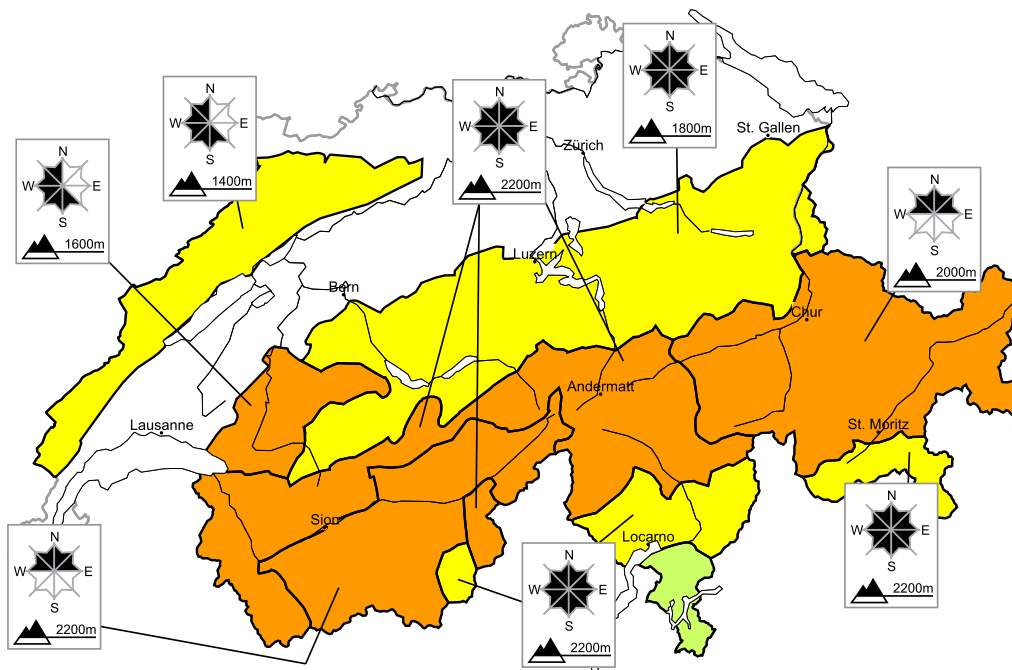 N
W E
S
1800m
N
W E
S
1400m
N
W E
S
2200m
St. Gallen
Zürich
N
W E
S
1600m
N
W E
S
2000m
Luzern
Bern
Chur
Andermatt
Lausanne
St. Moritz
N
W E
S
2200m
Sion
Locarno
N
W E
S
2200m
N
W E
S
2200m